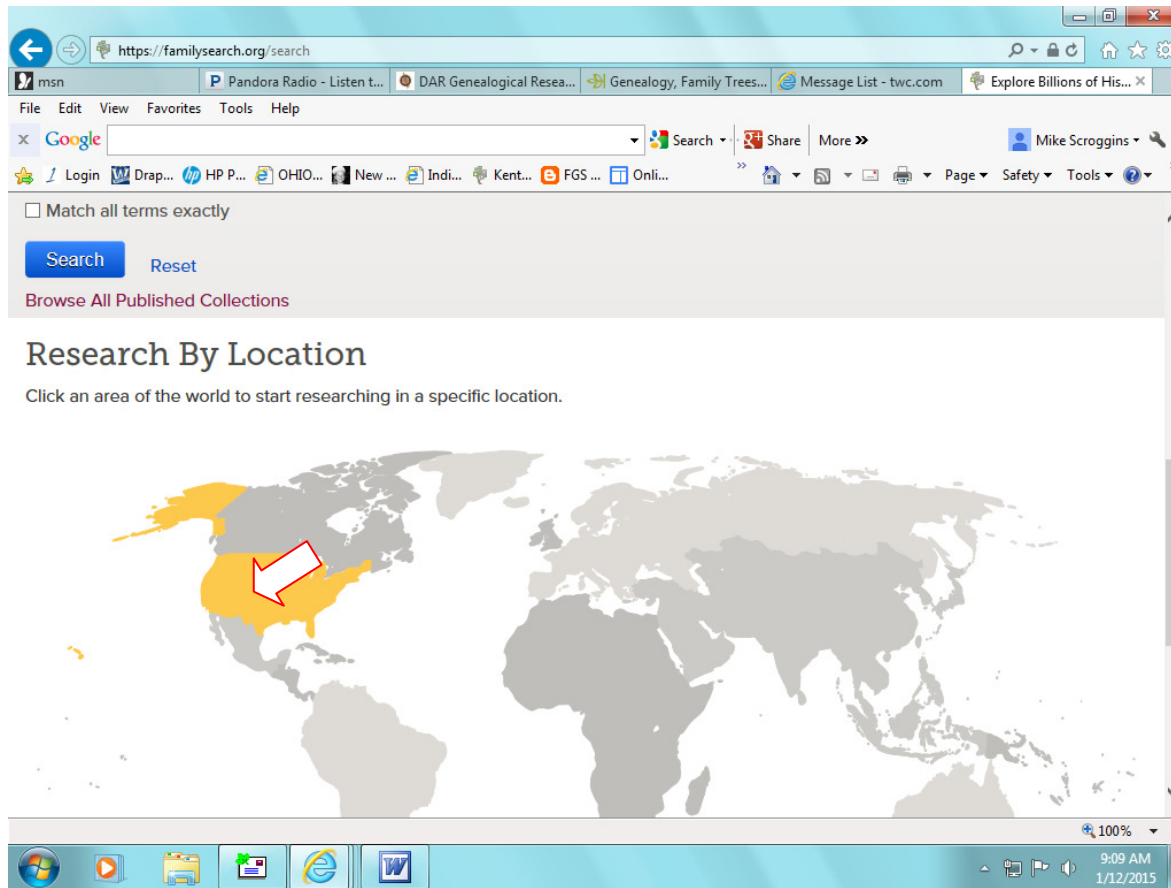 https://familysearch.org/search
msn
P Pandora Radio - Listen t...
DAR Genealogical Resea...
Genealogy, Family Trees...
Message List - twc.com
Explore Billions of His...
File Edit View Favorites Tools Help
x Google Search Share More »
Mike Scroggins
Login Drap... HP P... OHIO... New ... Indi... Kent... FGS ... Onli... » Page Safety Tools
Match all terms exactly
Search Reset
Browse All Published Collections
Research By Location
Click an area of the world to start researching in a specific location.
100%
9:09 AM
1/12/2015